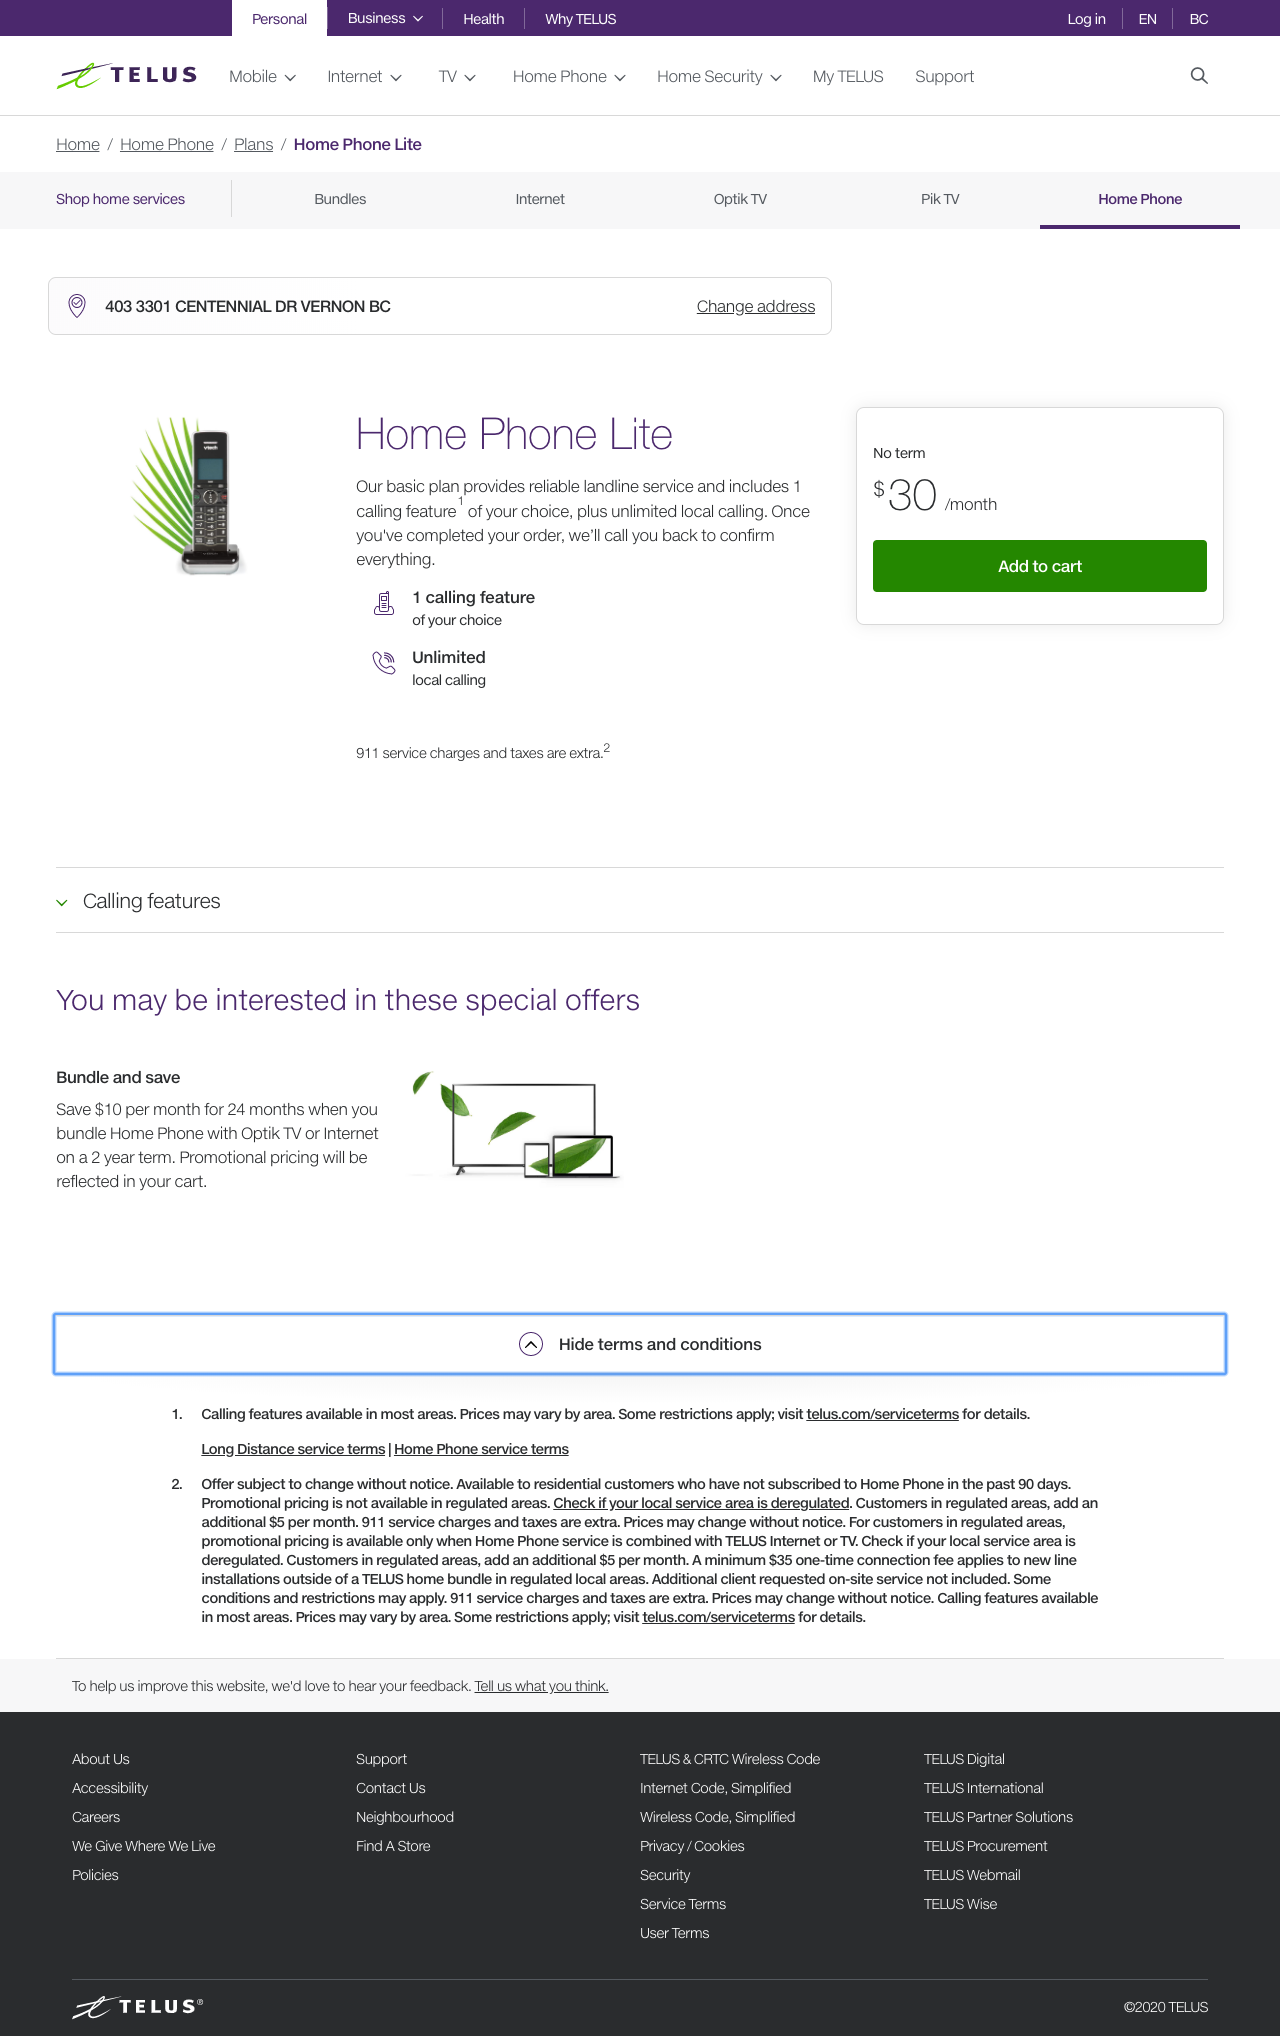 Personal
Business
Health
Why TELUS
Log in
EN
BC
TELUS
Mobile
Internet
TV
Home Phone
Home Security
My TELUS
Support
Home / Home Phone / Plans / Home Phone Lite
Shop home services
Bundles
Internet
Optik TV
Pik TV
Home Phone
403 3301 CENTENNIAL DR VERNON BC
Change address
Home Phone Lite
Our basic plan provides reliable landline service and includes 1
calling feature1 of your choice, plus unlimited local calling. Once
you've completed your order, we’ll call you back to confirm
everything.
1 calling feature
of your choice
Unlimited
local calling
911 service charges and taxes are extra.2
No term
$30 /month
Add to cart
vtech
Calling features
You may be interested in these special offers
Bundle and save
Save $10 per month for 24 months when you
bundle Home Phone with Optik TV or Internet
on a 2 year term. Promotional pricing will be
reflected in your cart.
Hide terms and conditions
1. Calling features available in most areas. Prices may vary by area. Some restrictions apply; visit telus.com/serviceterms for details.
Long Distance service terms | Home Phone service terms
2. Offer subject to change without notice. Available to residential customers who have not subscribed to Home Phone in the past 90 days.
Promotional pricing is not available in regulated areas. Check if your local service area is deregulated. Customers in regulated areas, add an
additional $5 per month. 911 service charges and taxes are extra. Prices may change without notice. For customers in regulated areas,
promotional pricing is available only when Home Phone service is combined with TELUS Internet or TV. Check if your local service area is
deregulated. Customers in regulated areas, add an additional $5 per month. A minimum $35 one-time connection fee applies to new line
installations outside of a TELUS home bundle in regulated local areas. Additional client requested on-site service not included. Some
conditions and restrictions may apply. 911 service charges and taxes are extra. Prices may change without notice. Calling features available
in most areas. Prices may vary by area. Some restrictions apply; visit telus.com/serviceterms for details.
To help us improve this website, we'd love to hear your feedback. Tell us what you think.
About Us
Accessibility
Careers
We Give Where We Live
Policies
Support
Contact Us
Neighbourhood
Find A Store
TELUS & CRTC Wireless Code
Internet Code, Simplified
Wireless Code, Simplified
Privacy / Cookies
Security
Service Terms
User Terms
TELUS Digital
TELUS International
TELUS Partner Solutions
TELUS Procurement
TELUS Webmail
TELUS Wise
TELUS®
©2020 TELUS